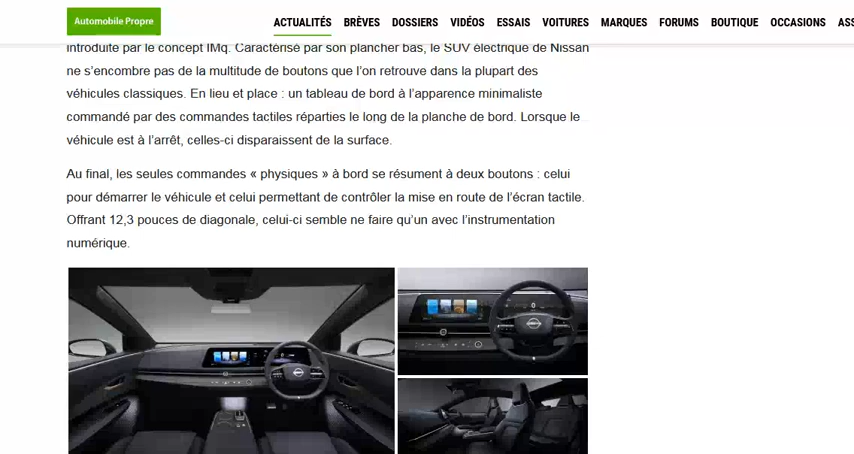 Automobile Propre
ACTUALITÉS BRÈVES DOSSIERS VIDÉOS ESSAIS VOITURES MARQUES FORUMS BOUTIQUE OCCASIONS ASS
introduite par le concept IMq. Caractérisé par son plancher bas, le SUV électrique de Nissan
ne s’encombre pas de la multitude de boutons que l’on retrouve dans la plupart des
véhicules classiques. En lieu et place : un tableau de bord à l’apparence minimaliste
commandé par des commandes tactiles réparties le long de la planche de bord. Lorsque le
véhicule est à l’arrêt, celles-ci disparaissent de la surface.
Au final, les seules commandes « physiques » à bord se résument à deux boutons : celui
pour démarrer le véhicule et celui permettant de contrôler la mise en route de l’écran tactile.
Offrant 12,3 pouces de diagonale, celui-ci semble ne faire qu’un avec l’instrumentation
numérique.